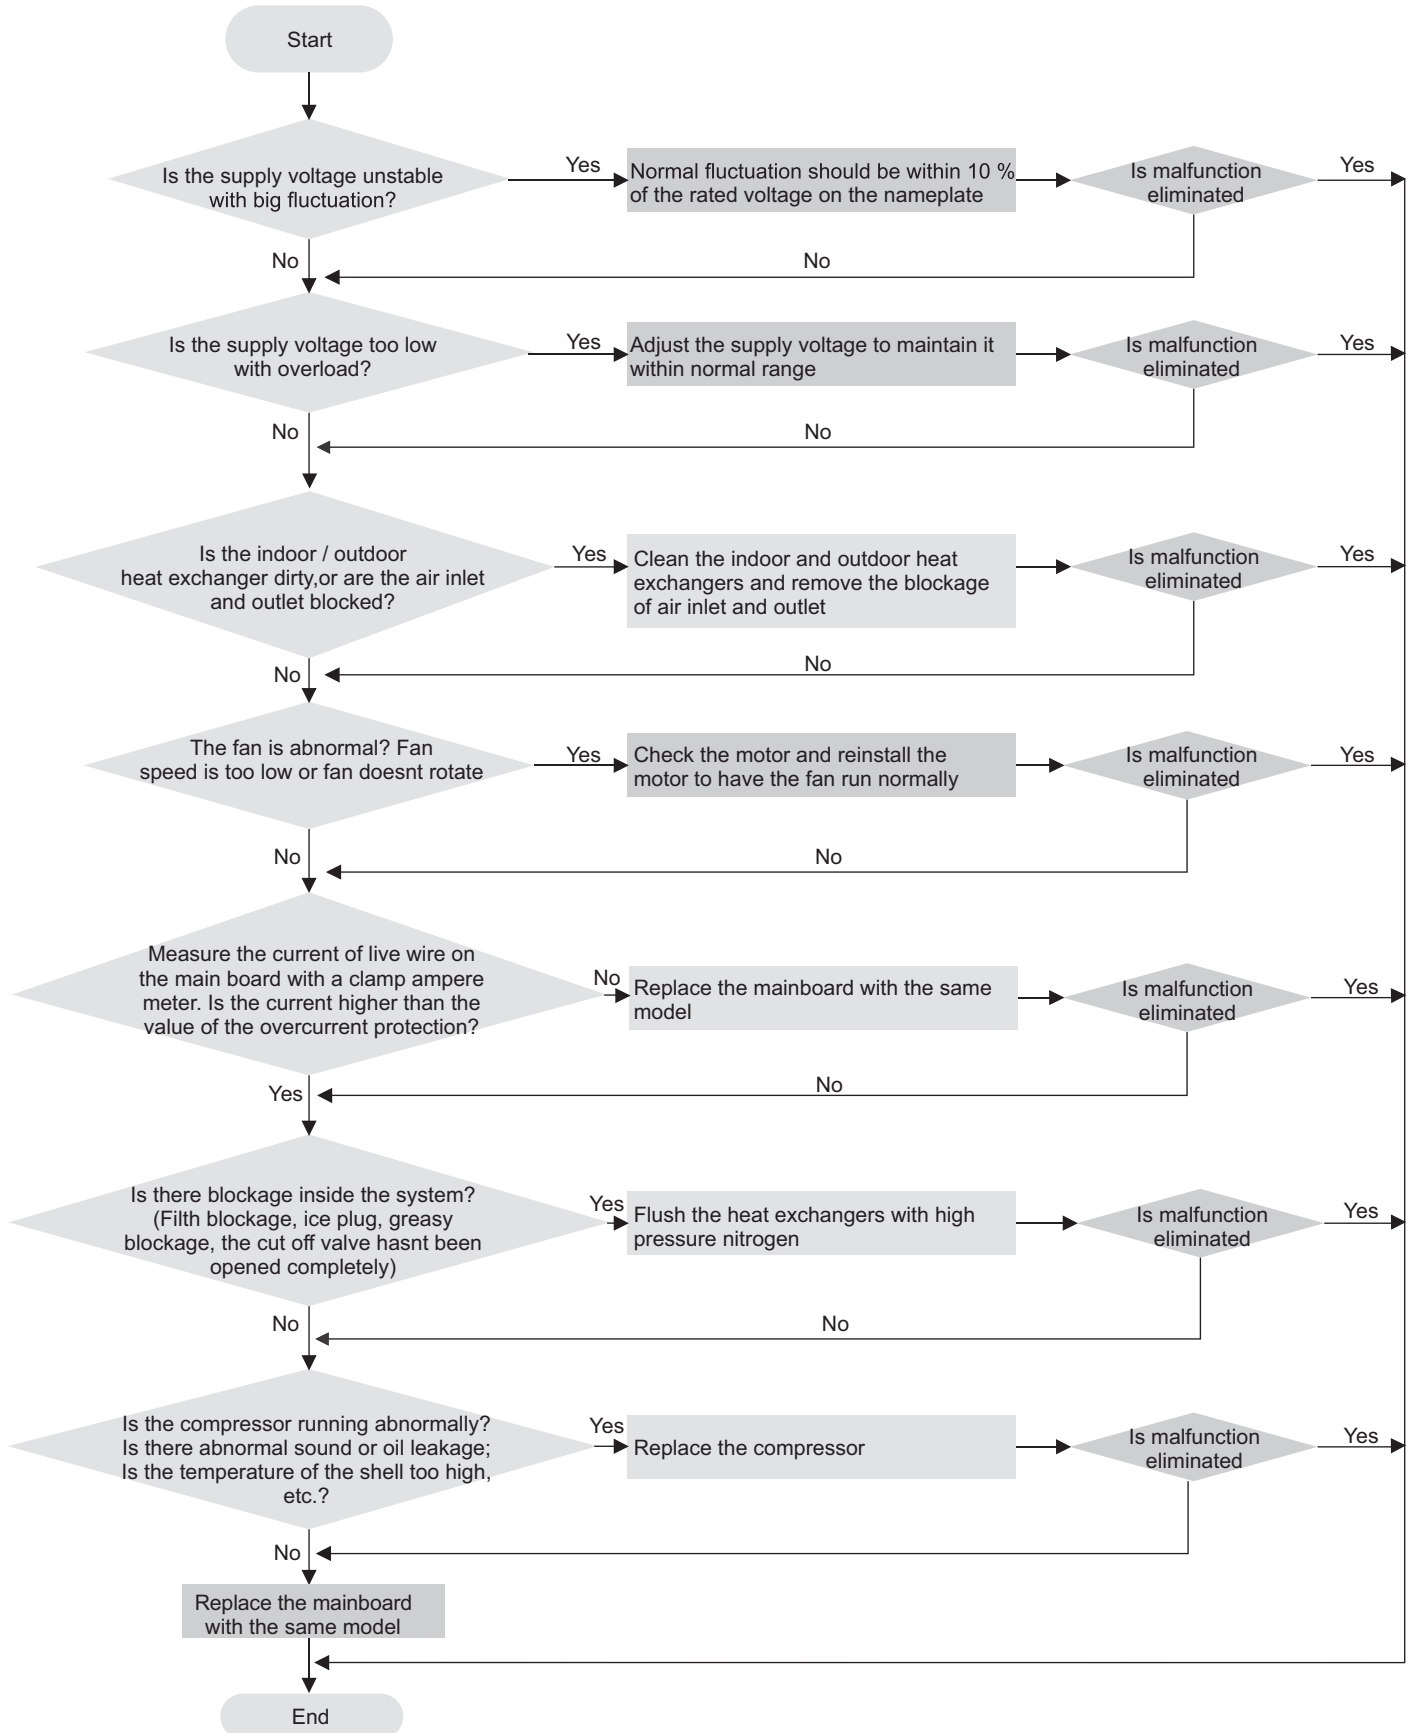 Start
Is the supply voltage unstable
with big fluctuation?
Yes
Normal fluctuation should be within 10 %
of the rated voltage on the nameplate
Is malfunction
eliminated
Yes
No
No
Is the supply voltage too low
with overload?
Yes
Adjust the supply voltage to maintain it
within normal range
Is malfunction
eliminated
Yes
No
No
Is the indoor / outdoor
heat exchanger dirty,or are the air inlet
and outlet blocked?
Yes
Clean the indoor and outdoor heat
exchangers and remove the blockage
of air inlet and outlet
Is malfunction
eliminated
Yes
No
No
The fan is abnormal? Fan
speed is too low or fan doesnt rotate
Yes
Check the motor and reinstall the
motor to have the fan run normally
Is malfunction
eliminated
Yes
No
No
Measure the current of live wire on
the main board with a clamp ampere
meter. Is the current higher than the
value of the overcurrent protection?
No
Replace the mainboard with the same
model
Is malfunction
eliminated
Yes
Yes
No
Is there blockage inside the system?
(Filth blockage, ice plug, greasy
blockage, the cut off valve hasnt been
opened completely)
Yes
Flush the heat exchangers with high
pressure nitrogen
Is malfunction
eliminated
Yes
No
No
Is the compressor running abnormally?
Is there abnormal sound or oil leakage;
Is the temperature of the shell too high,
etc.?
Yes
Replace the compressor
Is malfunction
eliminated
Yes
No
Replace the mainboard
with the same model
End